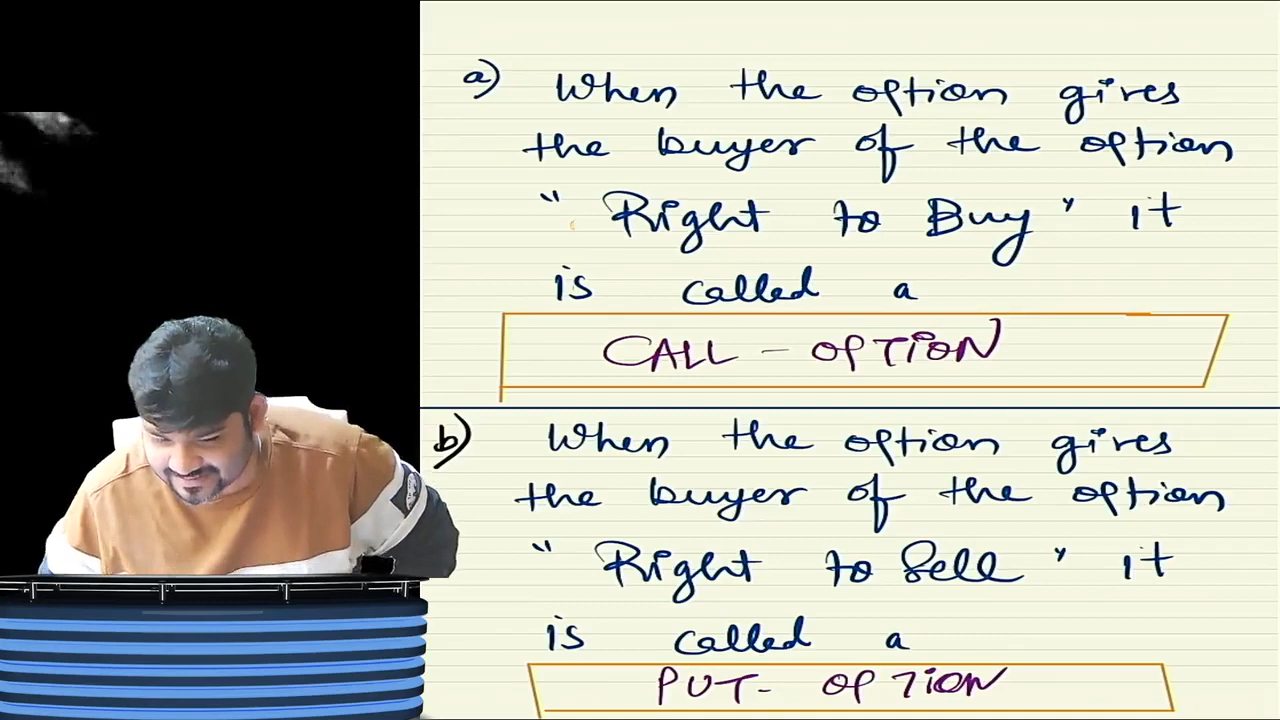 a) When the option gives
the buyer of the option
" Right to Buy " it
is called a
CALL - OPTION
b) When the option gives
the buyer of the option
" Right to Sell " it
is called a
PUT- OPTION